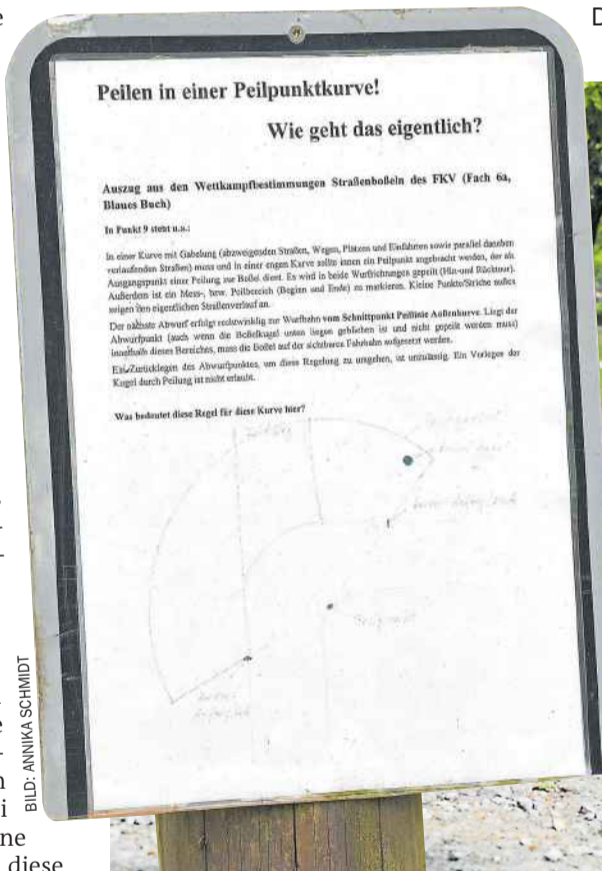 Peilen in einer Peilpunktkurve!
Wie geht das eigentlich?
Auszug aus den Wettkampfbestimmungen Straßenboßeln des FKV (Fach 6a,
Blaues Buch)
In Punkt 9 steht u.a.:
In einer Kurve mit Gabelung (abzweigenden Straßen, Wegen, Plätzen und Einfahrten sowie parallel daneben
verlaufenden Straßen) muss und in einer engen Kurve sollte innen ein Peilpunkt angebracht werden, der als
Ausgangspunkt einer Peilung zur Boßel dient. Es wird in beide Wurfrichtungen gepeilt (Hin-und Rücktour).
Außerdem ist ein Mess-, bzw. Peilbereich (Beginn und Ende) zu markieren. Kleine Punkte/Striche außen
zeigen den eigentlichen Straßenverlauf an.
Der nächste Abwurf erfolgt rechtwinklig zur Wurfbahn vom Schnittpunkt Peillinie Außenkurve. Liegt der
Abwurfpunkt (auch wenn die Boßelkugel unten liegen geblieben ist und nicht gepeilt werden muss)
innerhalb dieses Bereiches, muss die Boßel auf der sichtbaren Fahrbahn aufgesetzt werden.
Ein Zurücklegen des Abwurfpunktes, um diese Regelung zu umgehen, ist unzulässig. Ein Vorlegen der
Kugel durch Peilung ist nicht erlaubt.
Was bedeutet diese Regel für diese Kurve hier?
Peilpunkt
BILD: ANNIKA SCHMIDT
ne
diese